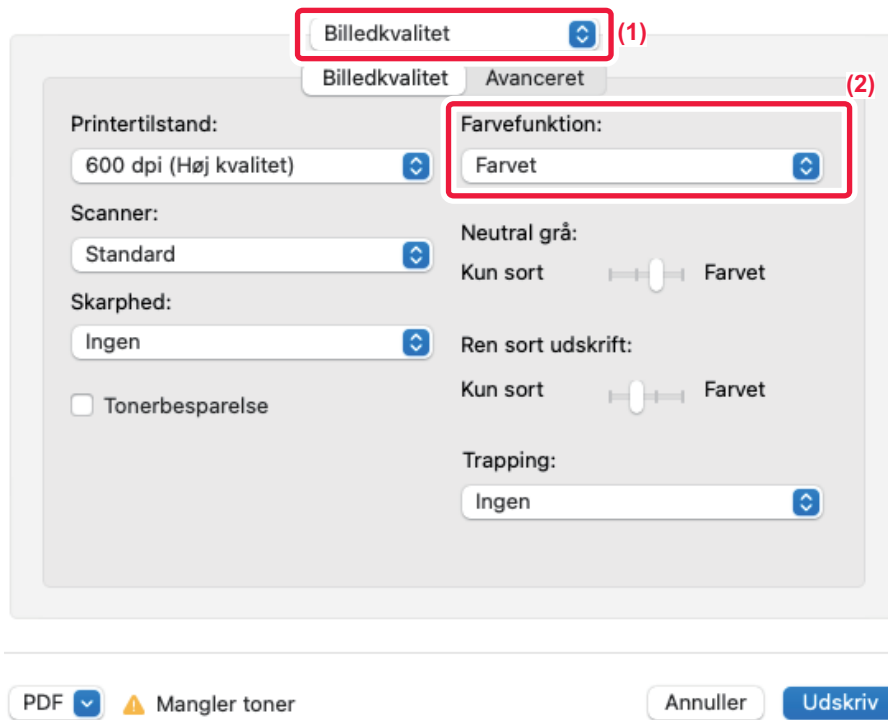 Billedkvalitet
(1)
Billedkvalitet Avanceret
(2)
Printertilstand:
600 dpi (Høj kvalitet)
Scanner:
Standard
Skarphed:
Ingen
Tonerbesparelse
Farvefunktion:
Farvet
Neutral grå:
Kun sort Farvet
Ren sort udskrift:
Kun sort Farvet
Trapping:
Ingen
PDF Mangler toner Annuller Udskriv